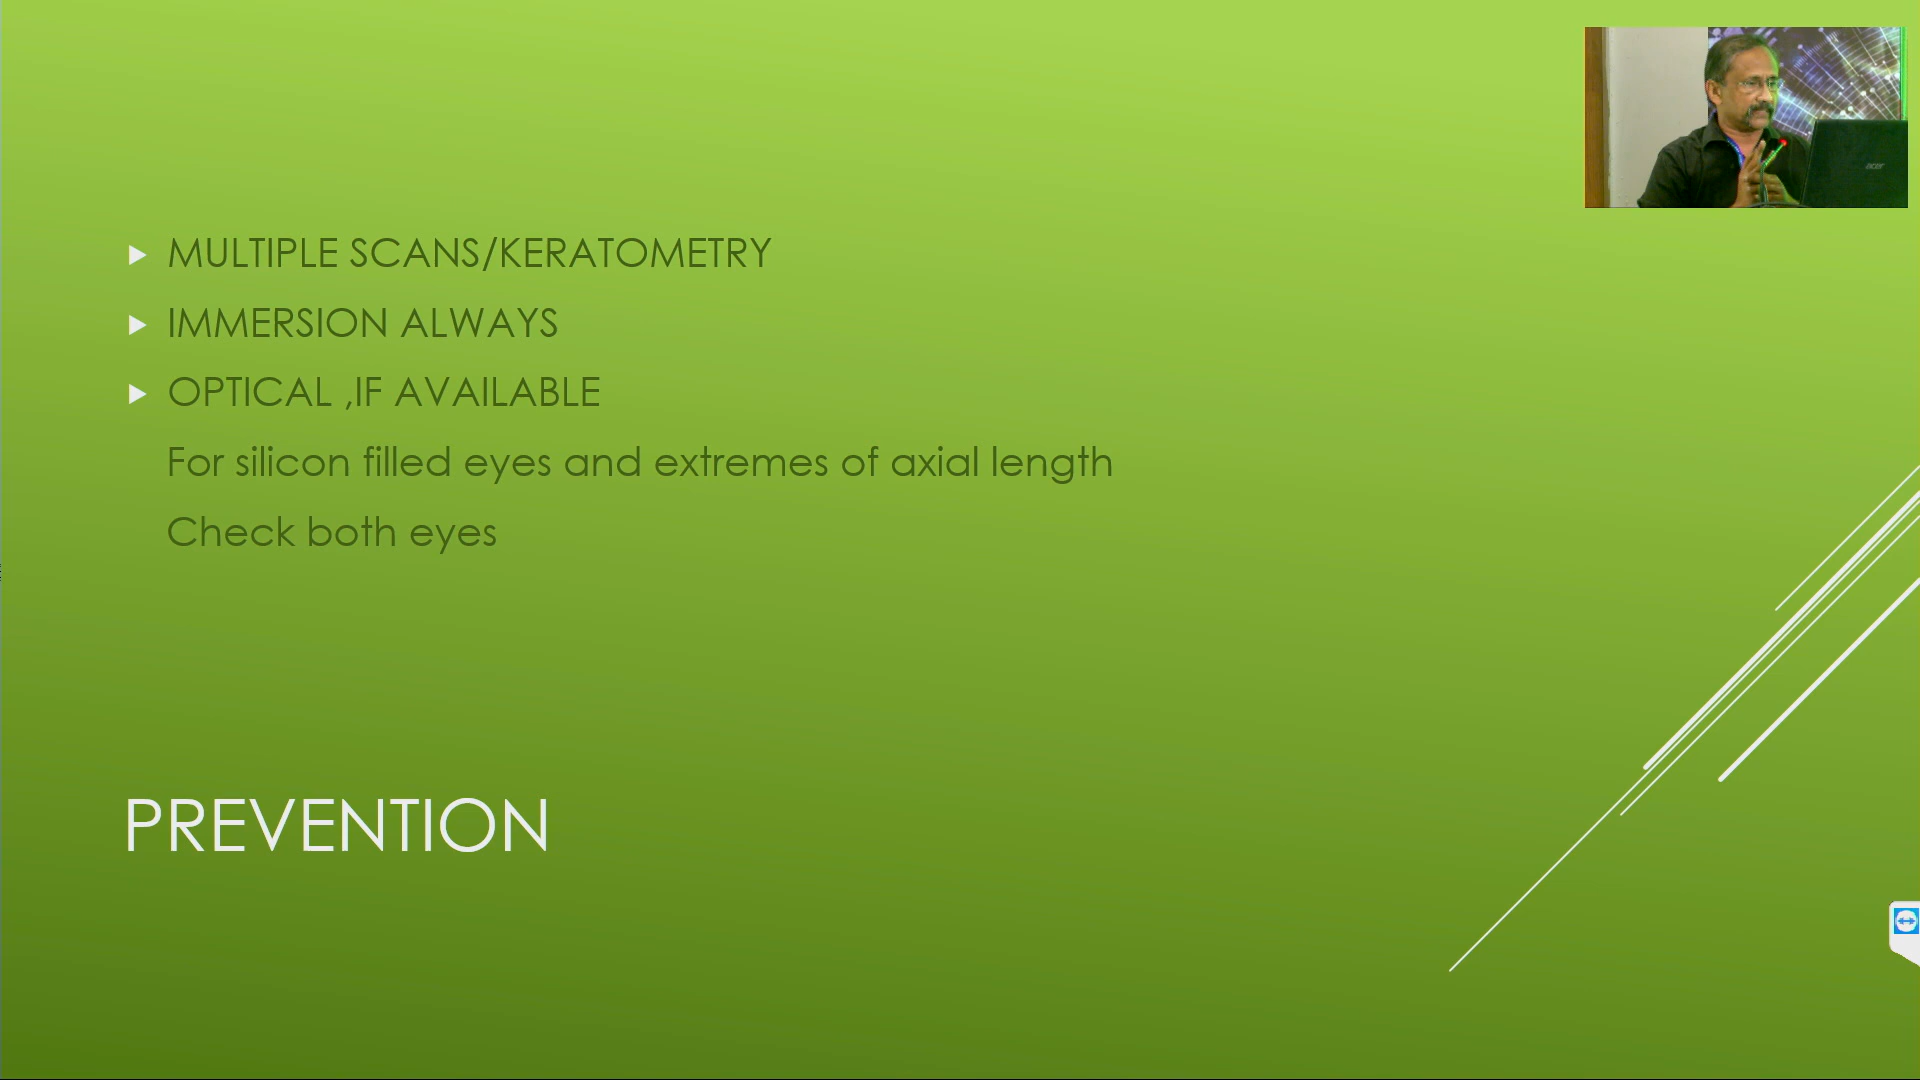 MULTIPLE SCANS/KERATOMETRY
IMMERSION ALWAYS
OPTICAL ,IF AVAILABLE
For silicon filled eyes and extremes of axial length
Check both eyes
PREVENTION
acer